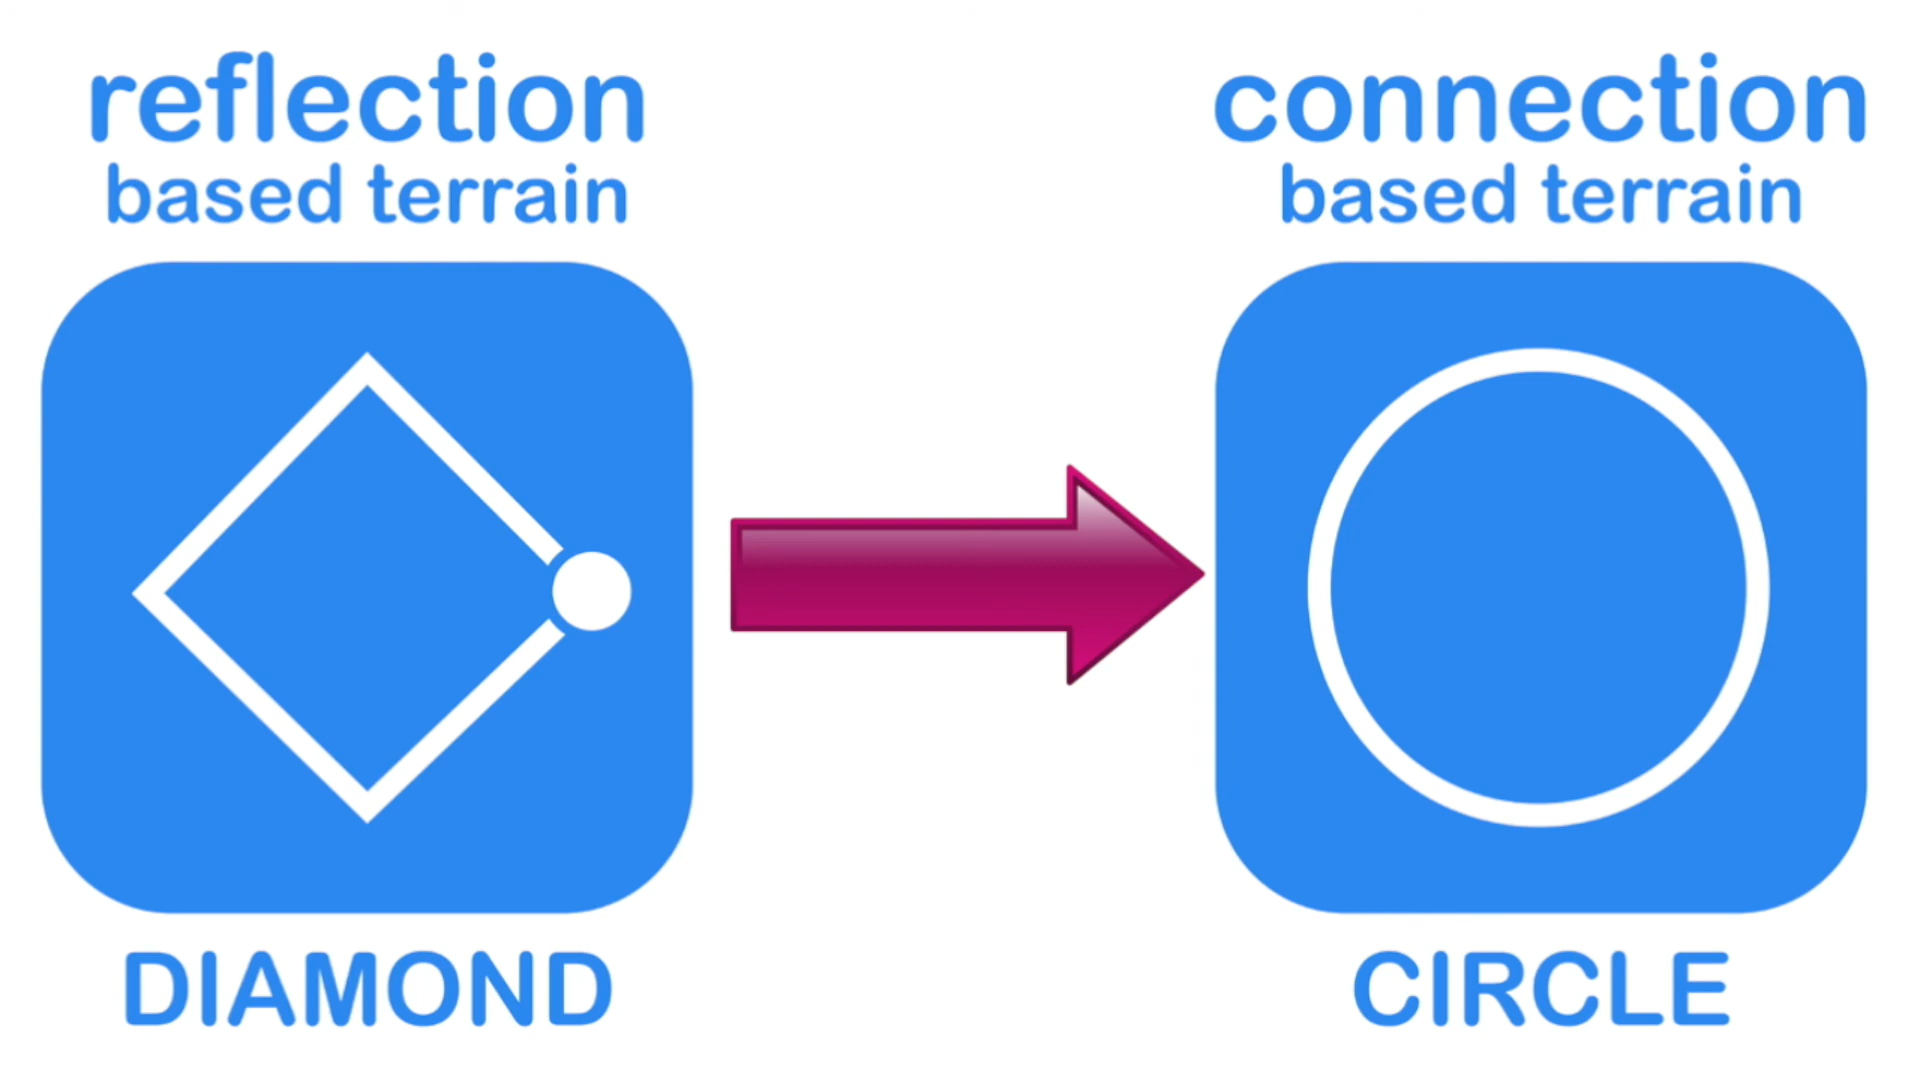 reflection
based terrain
DIAMOND
connection
based terrain
CIRCLE